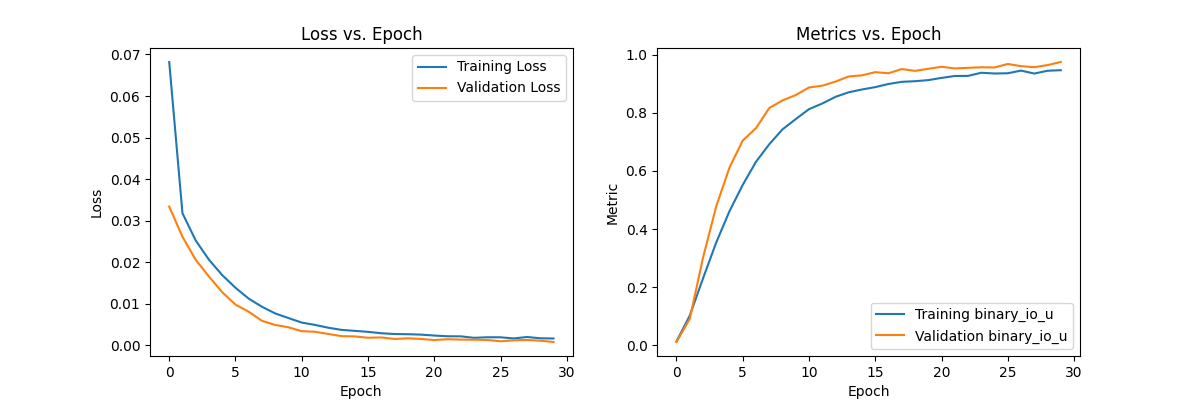 Loss vs. Epoch
0.07
0.06
0.05
0.04
0.03
0.02
0.01
0.00
Loss
0
5
10
15
20
25
30
Epoch
Training Loss
Validation Loss
Metrics vs. Epoch
1.0
0.8
0.6
0.4
0.2
0.0
Metric
0
5
10
15
20
25
30
Epoch
Training binary_io_u
Validation binary_io_u